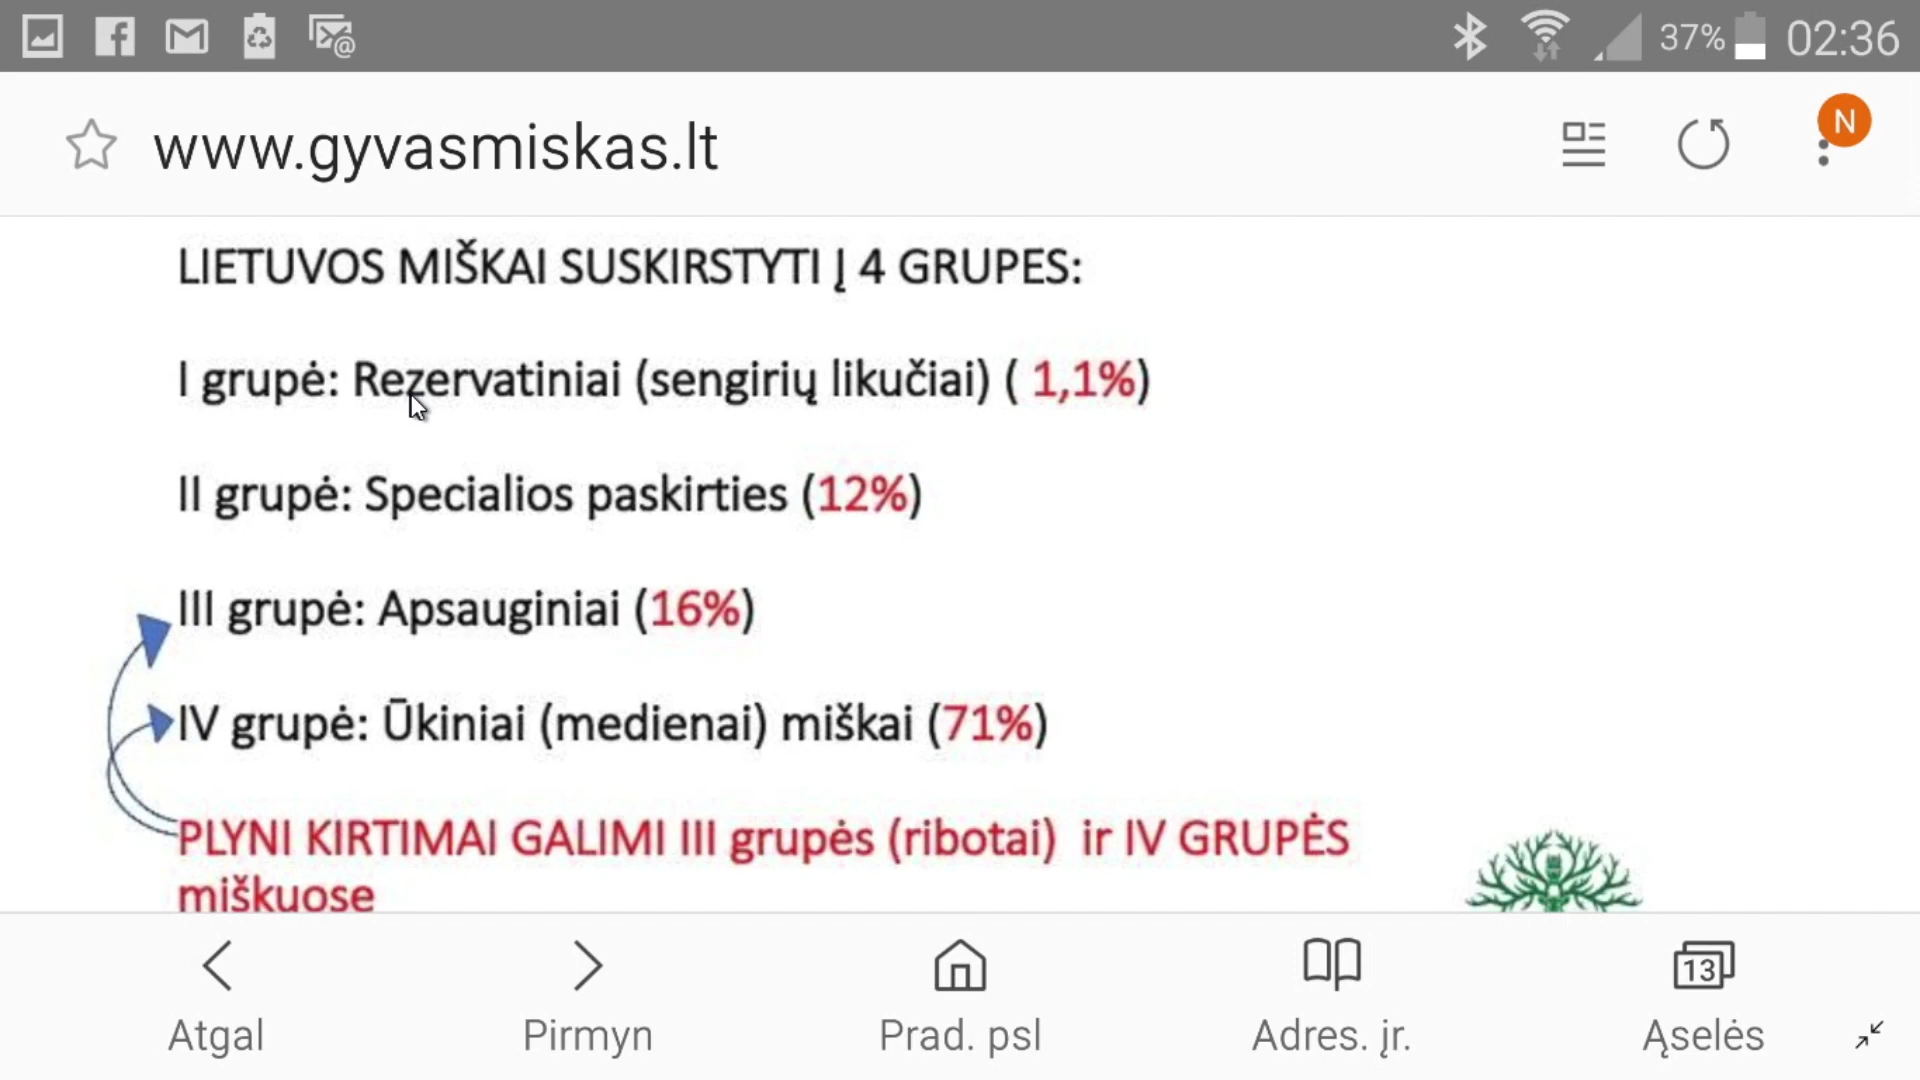 37% 02:36
www.gyvasmiskas.lt
N
LIETUVOS MIŠKAI SUSKIRSTYTI Į 4 GRUPES:
I grupė: Rezervatiniai (sengirių likučiai) ( 1,1%)
II grupė: Specialios paskirties (12%)
III grupė: Apsauginiai (16%)
IV grupė: Ūkiniai (medienai) miškai (71%)
PLYNI KIRTIMAI GALIMI III grupės (ribotai) ir IV GRUPĖS
miškuose
13
Atgal Pirmyn Prad. psl Adres. įr. Ąselės